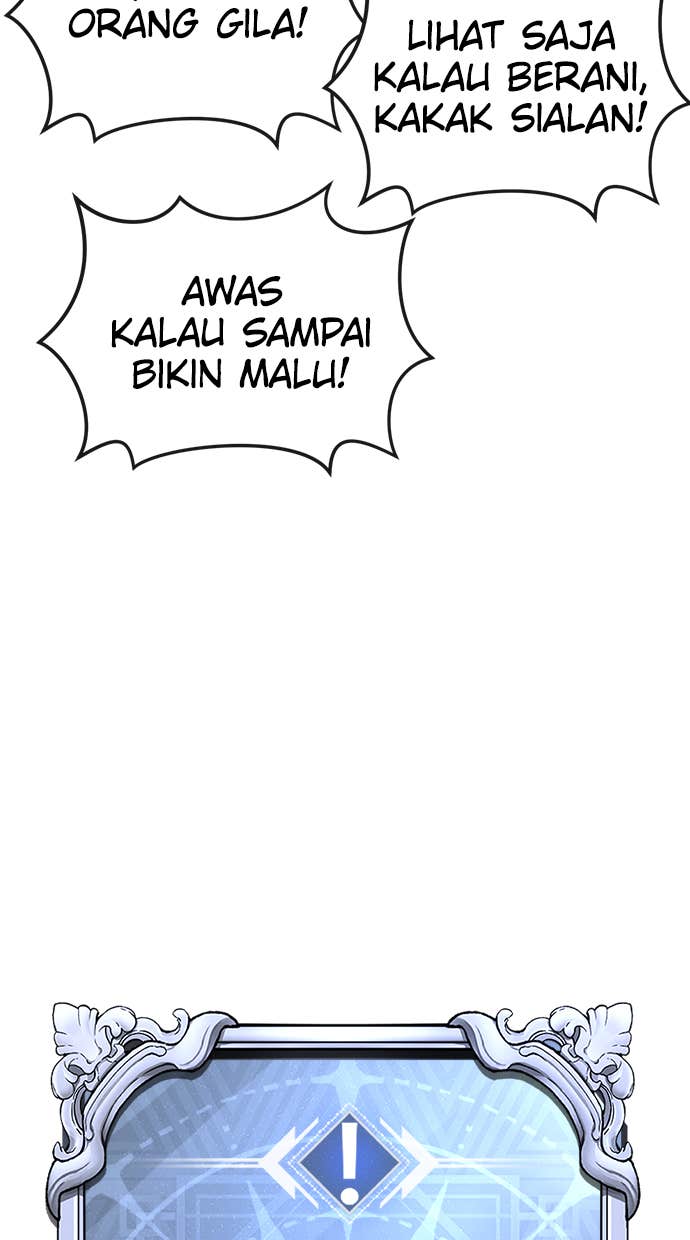 ORANG GILA!
LIHAT SAJA
KALAU BERANI,
KAKAK SIALAN!
AWAS
KALAU SAMPAI
BIKIN MALU!
!